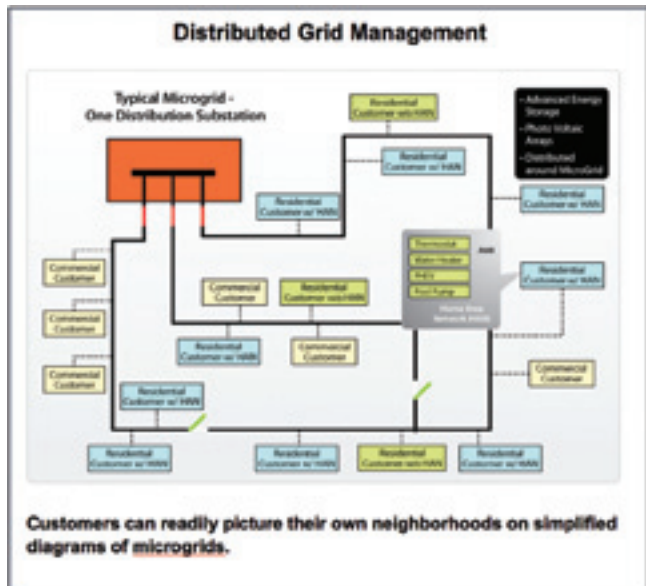 Distributed Grid Management
Typical Microgrid -
One Distribution Substation
Residential
Customer w/o HAN
- Advanced Energy
Storage
- Photo Voltaic
Arrays
- Distributed
around MicroGrid
Residential
Customer w/ HAN
Residential
Customer w/ HAN
Residential
Customer w/ HAN
Thermostat
Water Heater
PHEV
Pool Pump
Home Area
Network (HAN)
Residential
Customer w/ HAN
Commercial
Customer
Commercial
Customer
Residential
Customer w/o HAN
Commercial
Customer
Residential
Customer w/ HAN
Commercial
Customer
Commercial
Customer
Commercial
Customer
Residential
Customer w/ HAN
Residential
Customer w/ HAN
Residential
Customer w/ HAN
Residential
Customer w/o HAN
Residential
Customer w/ HAN
Customers can readily picture their own neighborhoods on simplified
diagrams of microgrids.